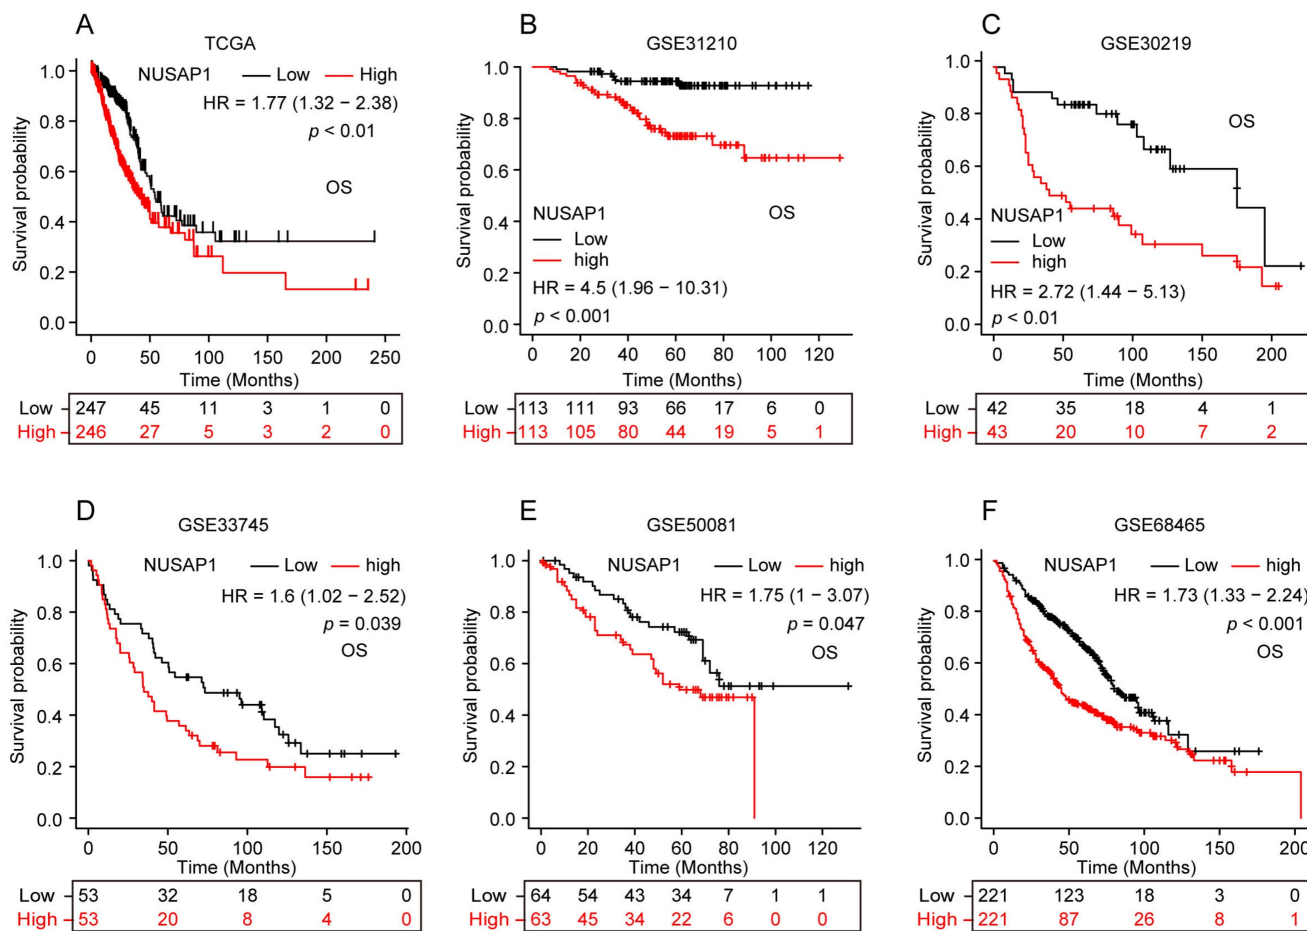 A
TCGA
NUSAP1 Low High
HR = 1.77 (1.32 − 2.38)
p < 0.01
OS
Survival probability
1.0
0.8
0.6
0.4
0.2
0.0
0 50 100 150 200 250
Time (Months)
Low 247 45 11 3 1 0
High 246 27 5 3 2 0
B
GSE31210
Survival probability
1.0
0.8
0.6
0.4
0.2
0.0
NUSAP1 OS
Low
high
HR = 4.5 (1.96 − 10.31)
p < 0.001
0 20 40 60 80 100 120
Time (Months)
Low 113 111 93 66 17 6 0
High 113 105 80 44 19 5 1
C
GSE30219
OS
Survival probability
1.0
0.8
0.6
0.4
0.2
0.0
NUSAP1
Low
high
HR = 2.72 (1.44 − 5.13)
p < 0.01
0 50 100 150 200
Time (Months)
Low 42 35 18 4 1
High 43 20 10 7 2
D
GSE33745
NUSAP1 Low high
HR = 1.6 (1.02 − 2.52)
p = 0.039
OS
Survival probability
1.0
0.8
0.6
0.4
0.2
0.0
0 50 100 150 200
Time (Months)
Low 53 32 18 5 0
High 53 20 8 4 0
E
GSE50081
NUSAP1 Low high
HR = 1.75 (1 − 3.07)
p = 0.047
OS
Survival probability
1.0
0.8
0.6
0.4
0.2
0.0
0 20 40 60 80 100 120
Time (Months)
Low 64 54 43 34 7 1 1
High 63 45 34 22 6 0 0
F
GSE68465
NUSAP1 Low high
HR = 1.73 (1.33 − 2.24)
p < 0.001
OS
Survival probability
1.0
0.8
0.6
0.4
0.2
0.0
0 50 100 150 200
Time (Months)
Low 221 123 18 3 0
High 221 87 26 8 1